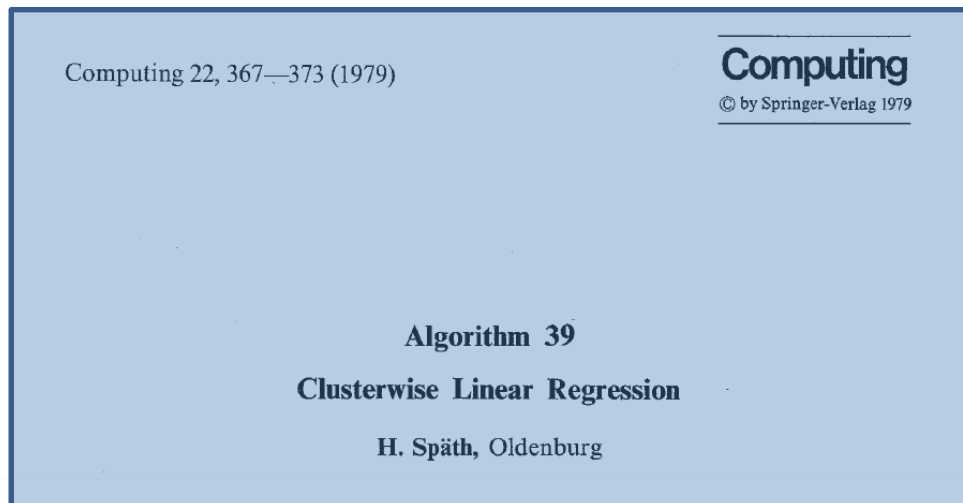 Computing 22, 367—373 (1979)
Computing
© by Springer-Verlag 1979
Algorithm 39
Clusterwise Linear Regression
H. Späth, Oldenburg